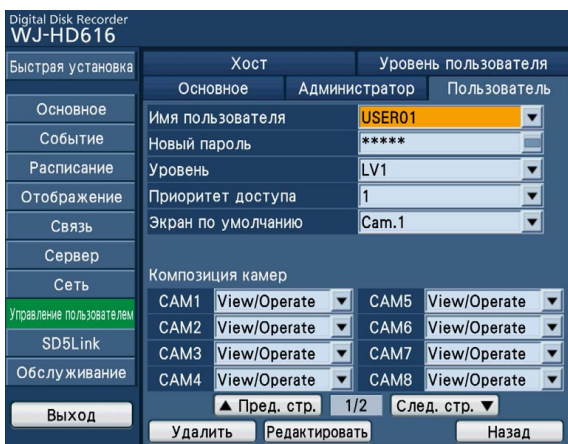 Digital Disk Recorder
WJ-HD616
Быстрая установка
Основное
Событие
Расписание
Отображение
Связь
Сервер
Сеть
Управление пользователем
SD5Link
Обслуживание
Выход
Хост Уровень пользователя
Основное Администратор Пользователь
Имя пользователя USER01
Новый пароль *****
Уровень LV1
Приоритет доступа 1
Экран по умолчанию Cam.1
Композиция камер
CAM1 View/Operate CAM5 View/Operate
CAM2 View/Operate CAM6 View/Operate
CAM3 View/Operate CAM7 View/Operate
CAM4 View/Operate CAM8 View/Operate
▲ Пред. стр. 1/2 След. стр. ▼
Удалить Редактировать Назад